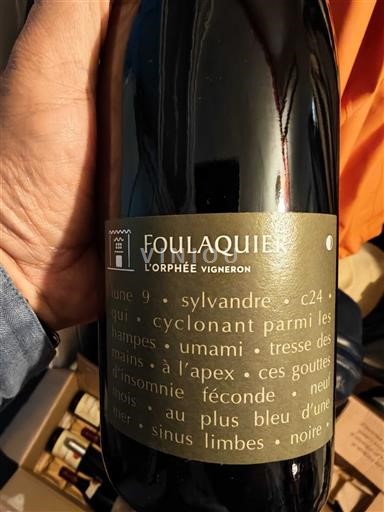 FOULAQUIER
VINIOU
L'ORPHÉE VIGNERON
lune 9 • sylvandre • c24 •
qui • cyclonant parmi les
hampes • umami • tresse des
mains • à l'apex • ces gouttes
d'insomnie féconde • neuf
mois • au plus bleu d'une
mer • sinus limbes • noire •